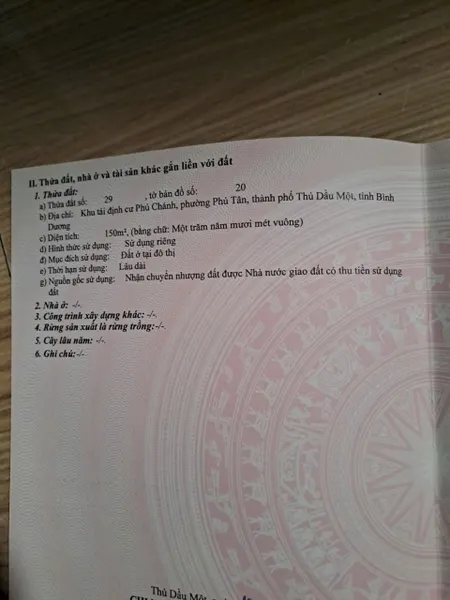 II. Thửa đất, nhà ở và tài sản khác gắn liền với đất
1. Thửa đất:
a) Thửa đất số: 29 , tờ bản đồ số: 20
b) Địa chỉ: Khu tái định cư Phú Chánh, phường Phú Tân, thành phố Thủ Dầu Một, tỉnh Bình
Dương
c) Diện tích: 150m², (bằng chữ: Một trăm năm mươi mét vuông)
d) Hình thức sử dụng: Sử dụng riêng
đ) Mục đích sử dụng: Đất ở tại đô thị
e) Thời hạn sử dụng: Lâu dài
g) Nguồn gốc sử dụng: Nhận chuyển nhượng đất được Nhà nước giao đất có thu tiền sử dụng
đất
2. Nhà ở: -/-.
3. Công trình xây dựng khác: -/-.
4. Rừng sản xuất là rừng trồng:-/-.
5. Cây lâu năm: -/-.
6. Ghi chú:-/-.
Thủ Dầu Một,